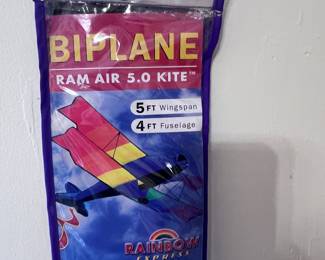 BIPLANE
RAM AIR 5.0 KITE™
5 FT Wingspan
4 FT Fuselage
RAINBOW
EXPRESS